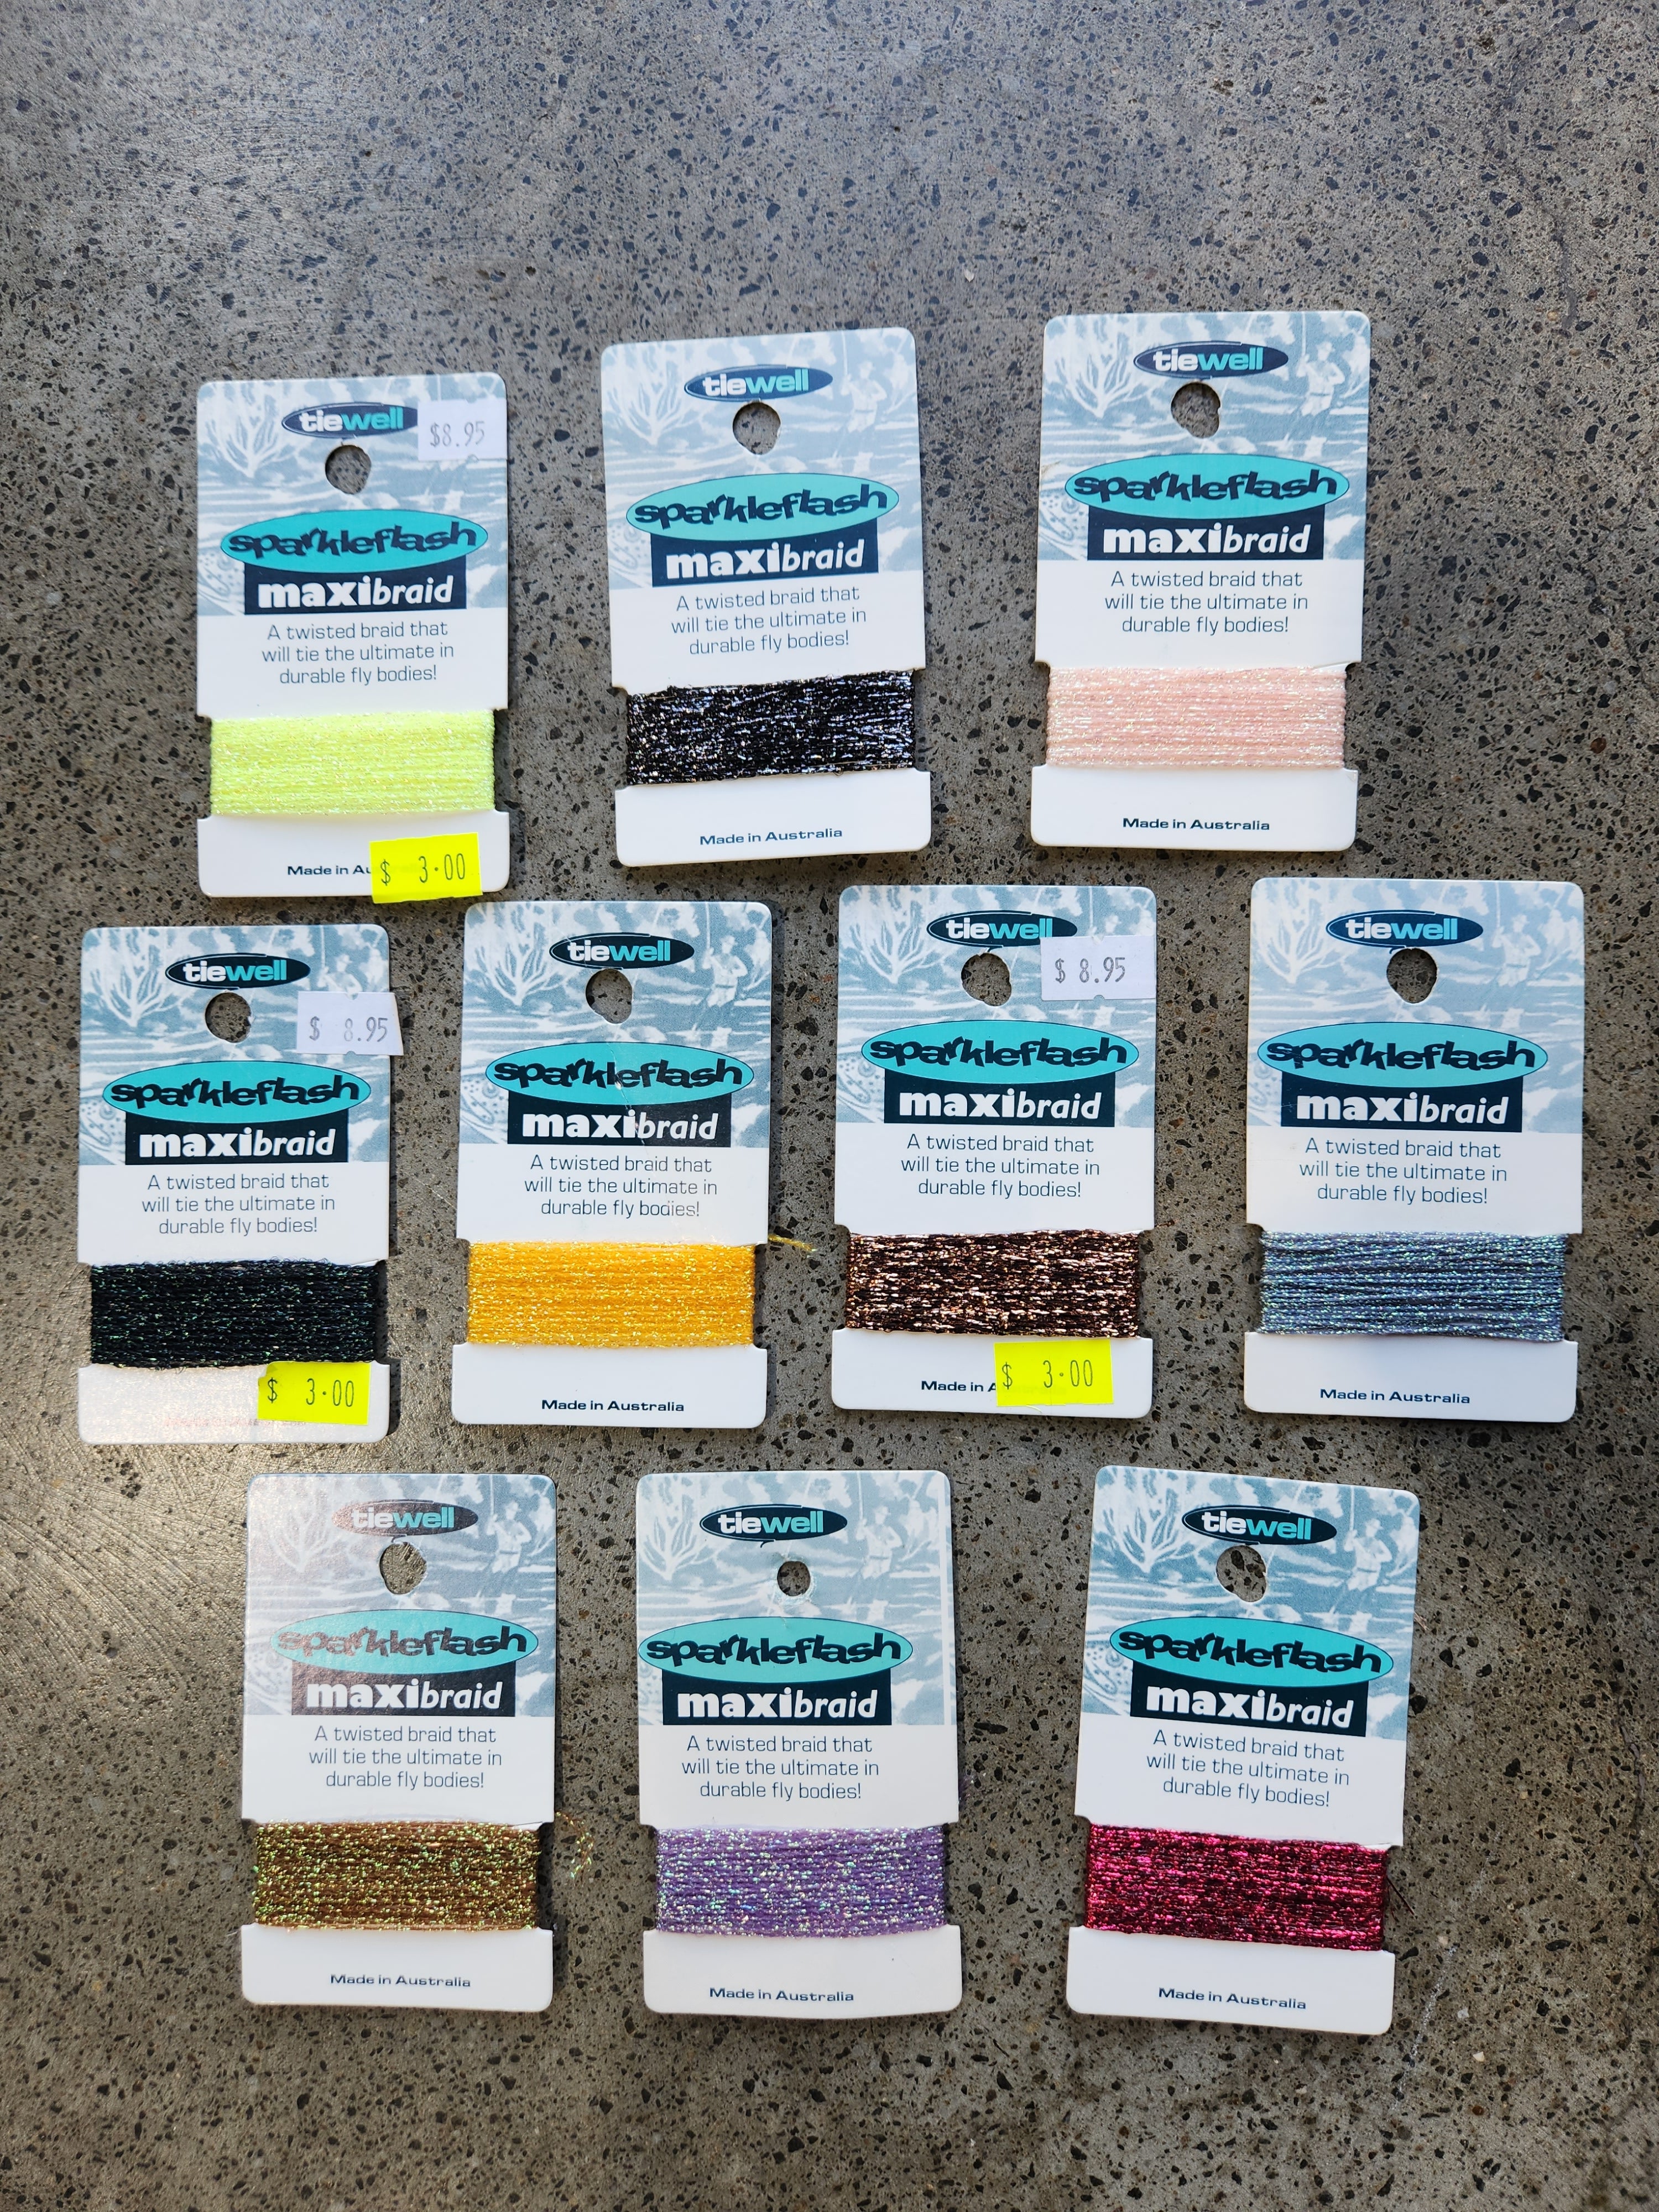 tiewell
$8.95
sparkleflash
maxibraid
A twisted braid that
will tie the ultimate in
durable fly bodies!
Made in Au
$ 3.00
tiewell
sparkleflash
maxibraid
A twisted braid that
will tie the ultimate in
durable fly bodies!
Made in Australia
tiewell
sparkleflash
maxibraid
A twisted braid that
will tie the ultimate in
durable fly bodies!
Made in Australia
tiewell
$ 8.95
sparkleflash
maxibraid
A twisted braid that
will tie the ultimate in
durable fly bodies!
$ 3.00
tiewell
sparkleflash
maxibraid
A twisted braid that
will tie the ultimate in
durable fly bodies!
Made in Australia
tiewell
$ 8.95
sparkleflash
maxibraid
A twisted braid that
will tie the ultimate in
durable fly bodies!
Made in A
$ 3.00
tiewell
sparkleflash
maxibraid
A twisted braid that
will tie the ultimate in
durable fly bodies!
Made in Australia
tiewell
sparkleflash
maxibraid
A twisted braid that
will tie the ultimate in
durable fly bodies!
Made in Australia
tiewell
sparkleflash
maxibraid
A twisted braid that
will tie the ultimate in
durable fly bodies!
Made in Australia
tiewell
sparkleflash
maxibraid
A twisted braid that
will tie the ultimate in
durable fly bodies!
Made in Australia